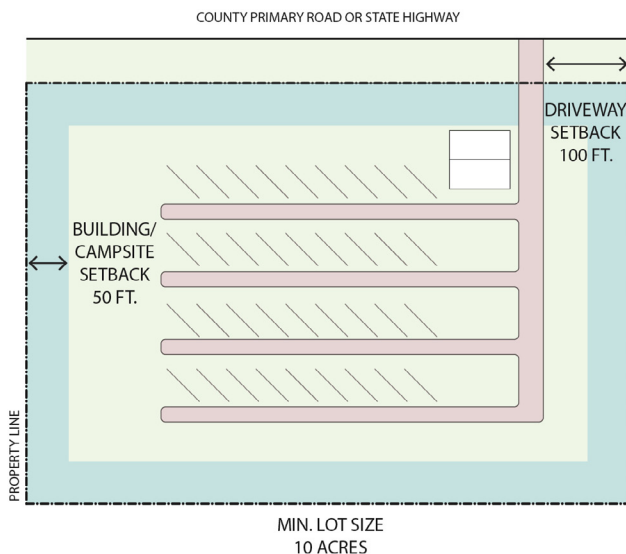 COUNTY PRIMARY ROAD OR STATE HIGHWAY
DRIVEWAY
SETBACK
100 FT.
BUILDING/
CAMPSITE
SETBACK
50 FT.
PROPERTY LINE
MIN. LOT SIZE
10 ACRES